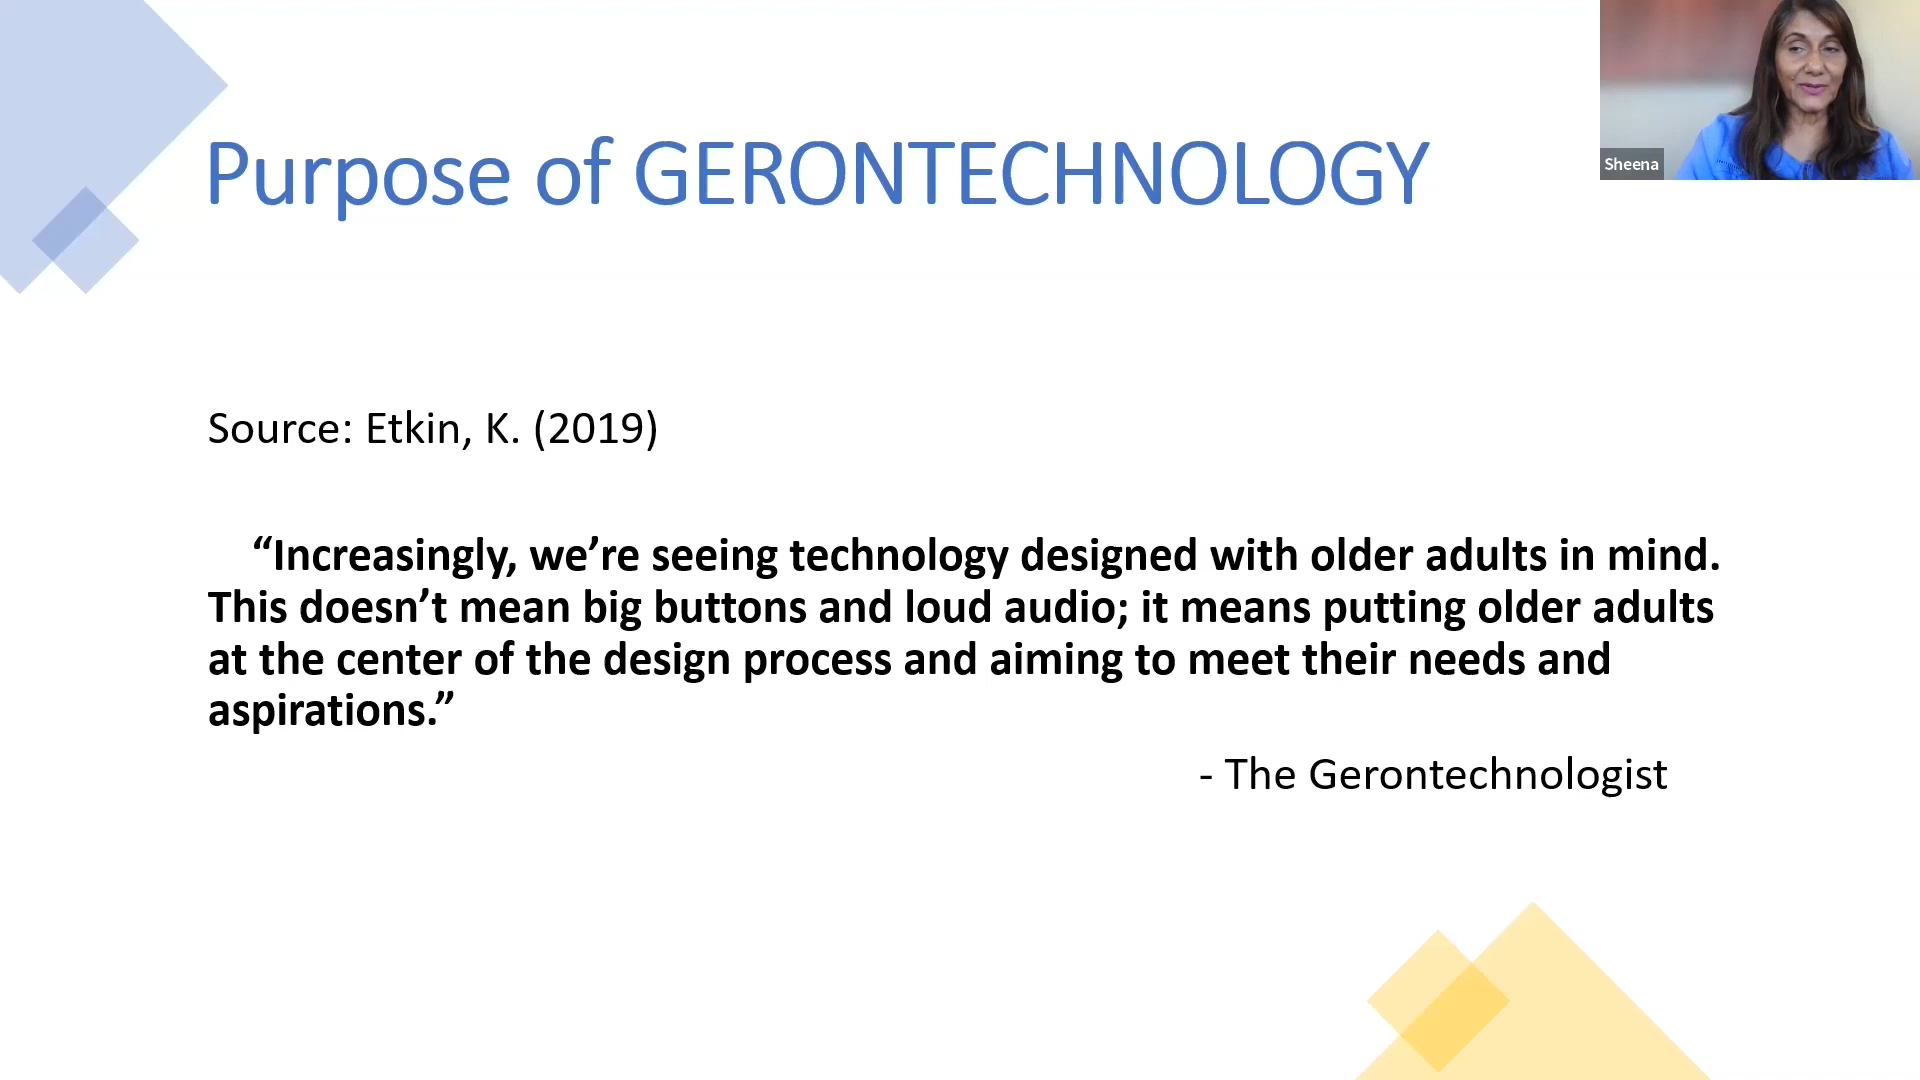 Purpose of GERONTECHNOLOGY
Sheena
Source: Etkin, K. (2019)
“Increasingly, we’re seeing technology designed with older adults in mind.
This doesn’t mean big buttons and loud audio; it means putting older adults
at the center of the design process and aiming to meet their needs and
aspirations.”
- The Gerontechnologist